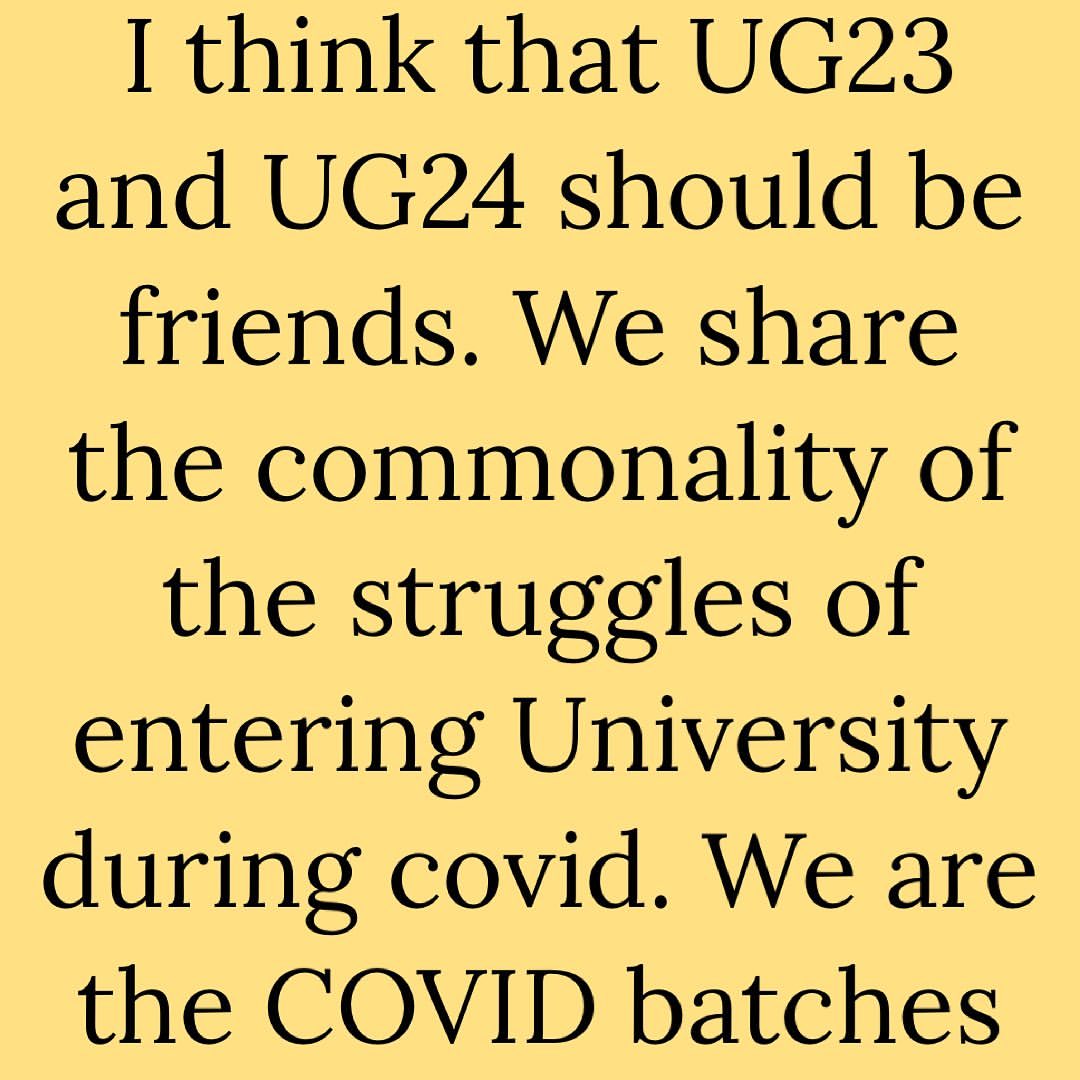 I think that UG23
and UG24 should be
friends. We share
the commonality of
the struggles of
entering University
during covid. We are
the COVID batches